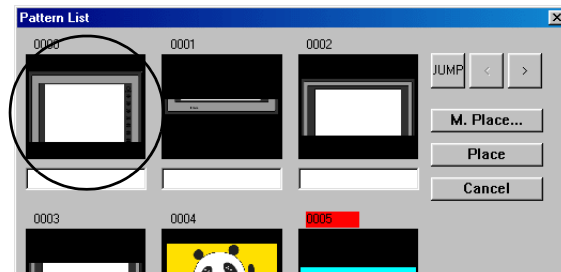 Pattern List
0000 0001 0002
JUMP < >
M. Place...
Place
Cancel
0003 0004 0005